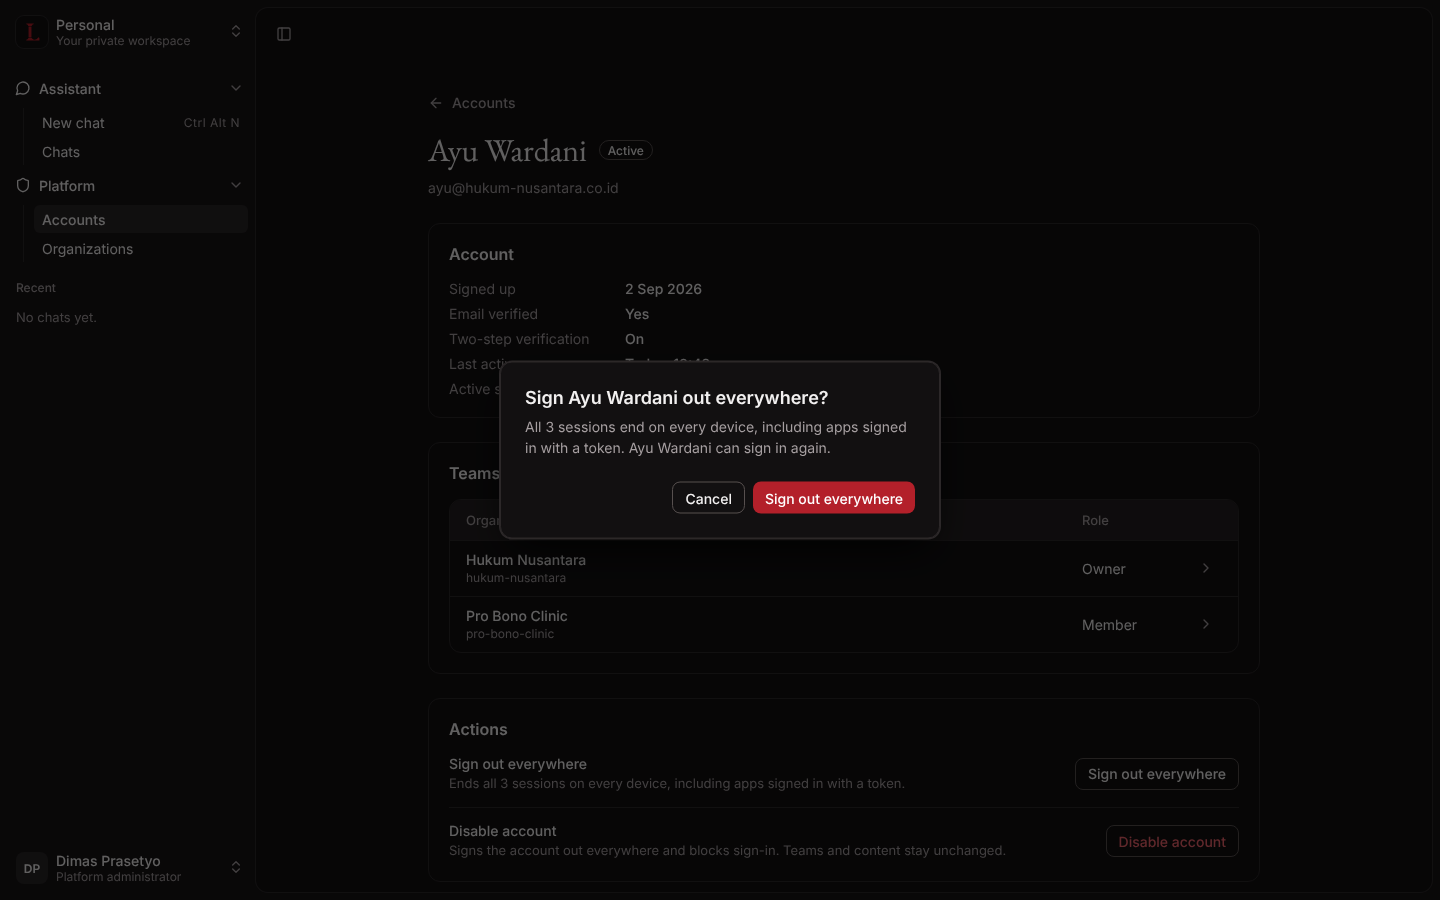 L
Personal
Your private workspace
Assistant
New chat
Ctrl Alt N
Chats
Platform
Accounts
Organizations
Recent
No chats yet.
DP
Dimas Prasetyo
Platform administrator
Accounts
Ayu Wardani
Active
ayu@hukum-nusantara.co.id
Account
Signed up
2 Sep 2026
Email verified
Yes
Two-step verification
On
Last
Active
Sign Ayu Wardani out everywhere?
All 3 sessions end on every device, including apps signed
in with a token. Ayu Wardani can sign in again.
Cancel
Sign out everywhere
Teams
Role
Hukum Nusantara
hukum-nusantara
Owner
Pro Bono Clinic
pro-bono-clinic
Member
Actions
Sign out everywhere
Ends all 3 sessions on every device, including apps signed in with a token.
Sign out everywhere
Disable account
Signs the account out everywhere and blocks sign-in. Teams and content stay unchanged.
Disable account